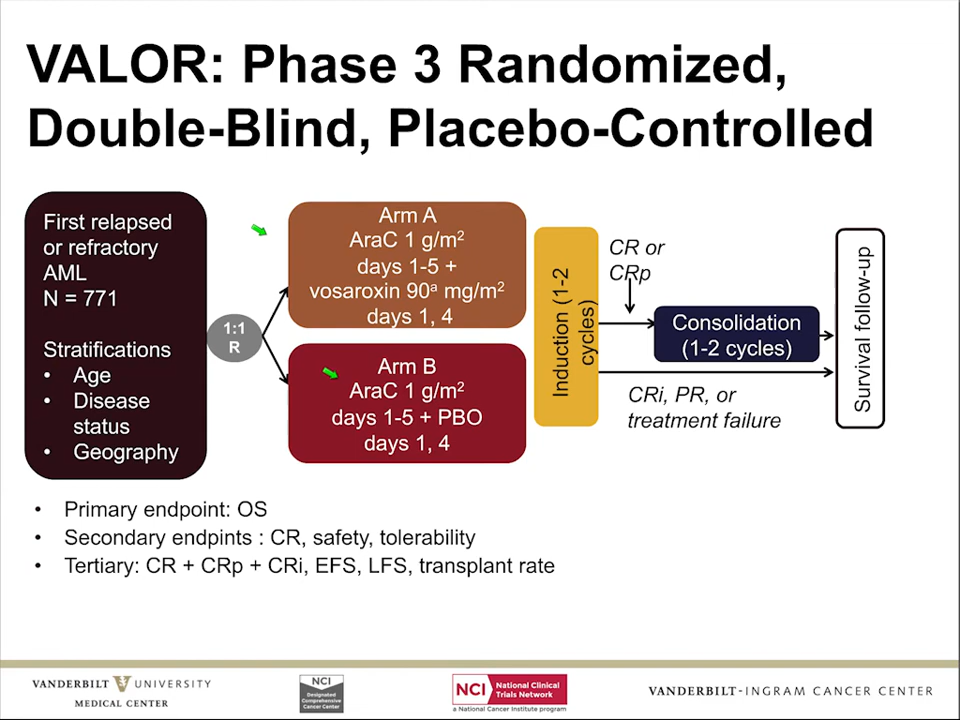 VALOR: Phase 3 Randomized,
Double-Blind, Placebo-Controlled
First relapsed
or refractory
AML
N = 771
Stratifications
• Age
• Disease
status
• Geography
1:1
R
Arm A
AraC 1 g/m²
days 1-5 +
vosaroxin 90ª mg/m²
days 1, 4
Arm B
AraC 1 g/m²
days 1-5 + PBO
days 1, 4
Induction (1-2
cycles)
CR or
CRp
Consolidation
(1-2 cycles)
CRi, PR, or
treatment failure
Survival follow-up
• Primary endpoint: OS
• Secondary endpints : CR, safety, tolerability
• Tertiary: CR + CRp + CRi, EFS, LFS, transplant rate
VANDERBILT UNIVERSITY
MEDICAL CENTER
NCI
Designated
Comprehensive
Cancer Center
NCI
National Clinical
Trials Network
a National Cancer Institute program
VANDERBILT-INGRAM CANCER CENTER